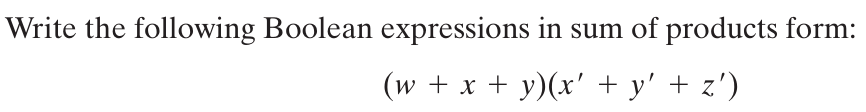 Write the following Boolean expressions in sum of products form:
(w + x + y)(x' + y' + z')